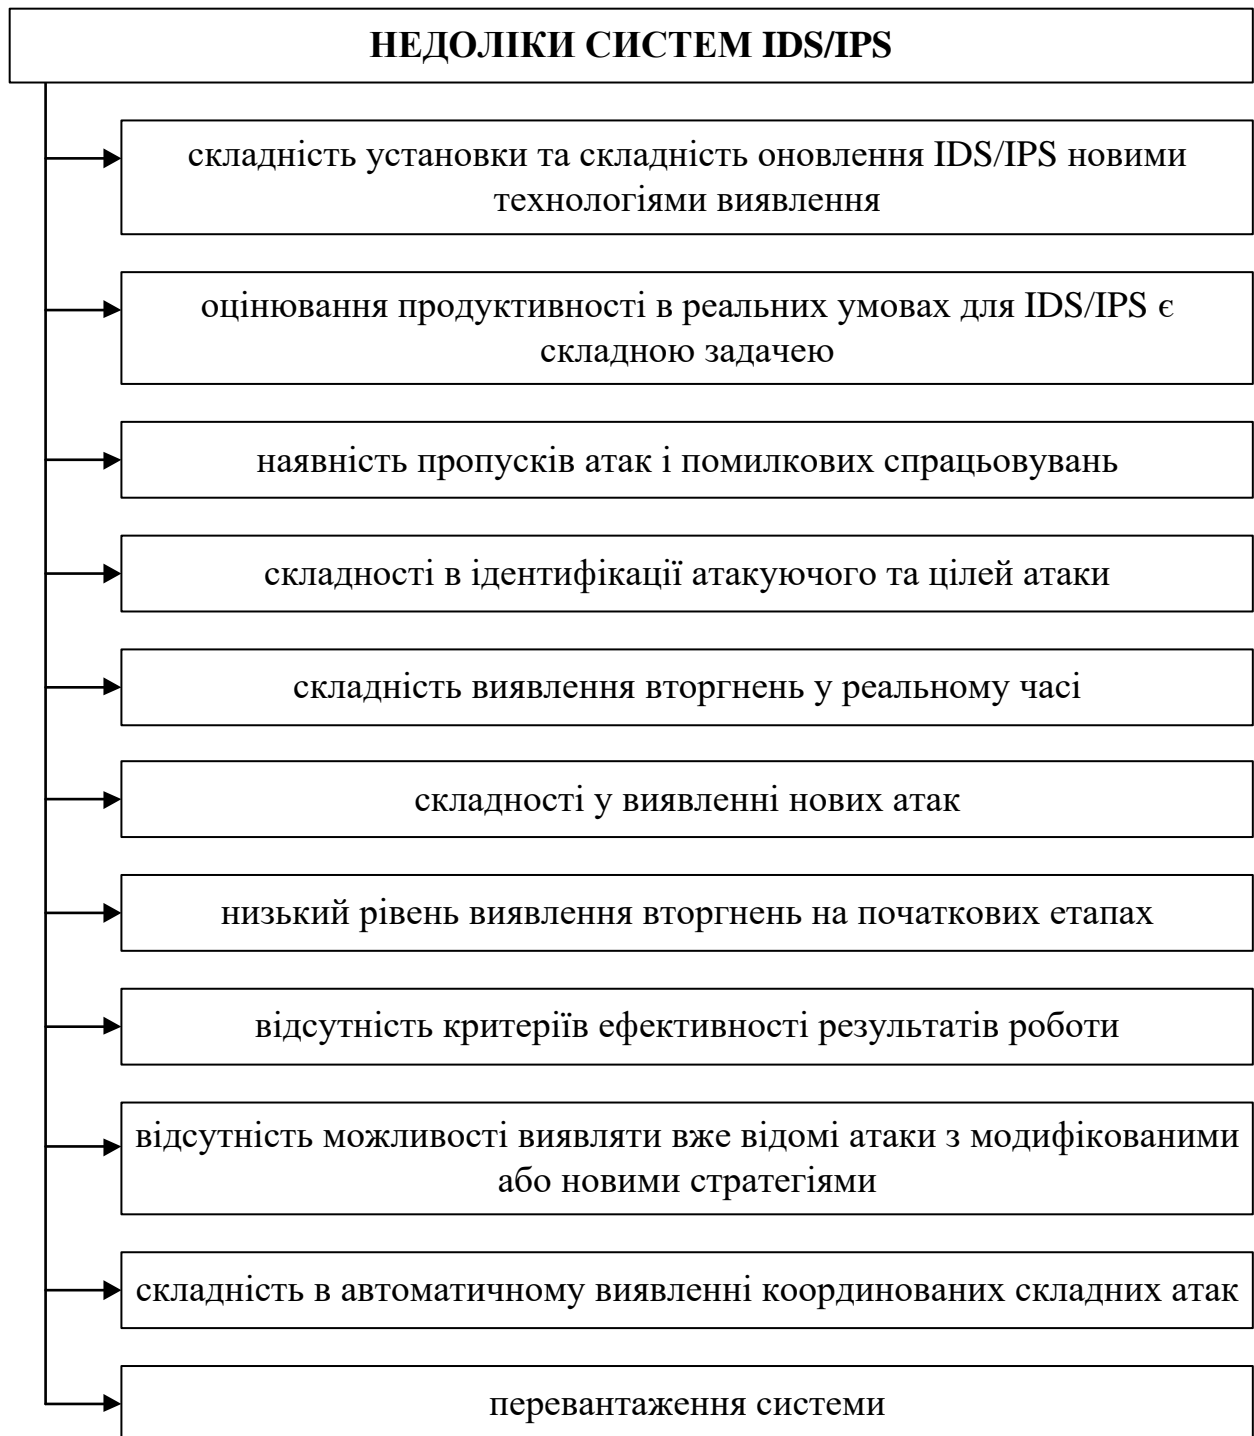 НЕДОЛІКИ СИСТЕМ IDS/IPS
складність установки та складність оновлення IDS/IPS новими
технологіями виявлення
оцінювання продуктивності в реальних умовах для IDS/IPS є
складною задачею
наявність пропусків атак і помилкових спрацьовувань
складності в ідентифікації атакуючого та цілей атаки
складність виявлення вторгнень у реальному часі
складності у виявленні нових атак
низький рівень виявлення вторгнень на початкових етапах
відсутність критеріїв ефективності результатів роботи
відсутність можливості виявляти вже відомі атаки з модифікованими
або новими стратегіями
складність в автоматичному виявленні координованих складних атак
перевантаження системи